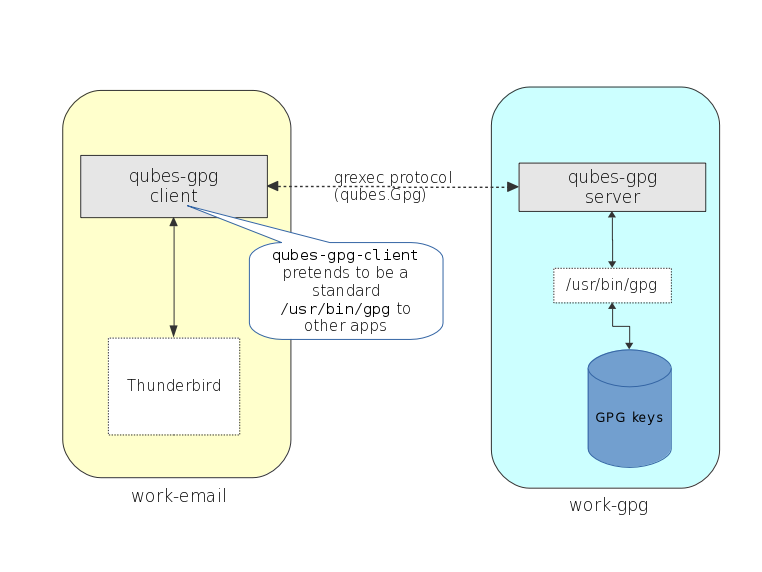 qubes-gpg
client
qrexec protocol
(qubes.Gpg)
qubes-gpg
server
qubes-gpg-client
pretends to be a
standard
/usr/bin/gpg to
other apps
/usr/bin/gpg
Thunderbird
GPG keys
work-email
work-gpg